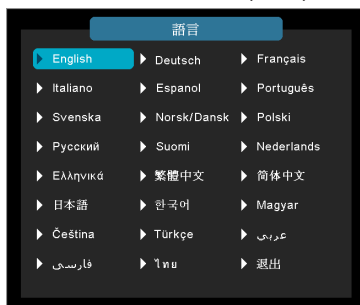 語言
English Deutsch Français
Italiano Espanol Português
Svenska Norsk/Dansk Polski
Русский Suomi Nederlands
Ελληνικά 繁體中文 简体中文
日本語 한국어 Magyar
Čeština Türkçe عربي
فارسی ไทย 退出